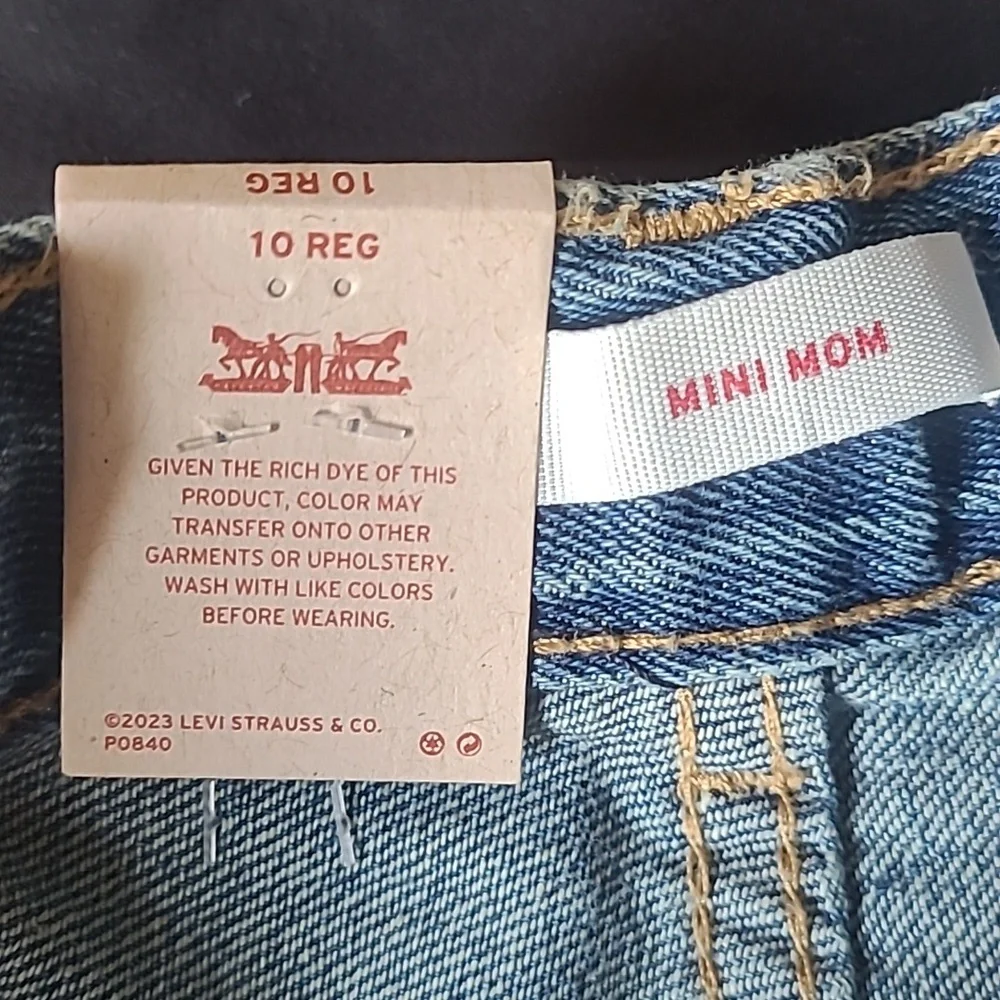 10 REG
10 REG
GIVEN THE RICH DYE OF THIS
PRODUCT, COLOR MAY
TRANSFER ONTO OTHER
GARMENTS OR UPHOLSTERY.
WASH WITH LIKE COLORS
BEFORE WEARING.
©2023 LEVI STRAUSS & CO.
P0840
MINI MOM